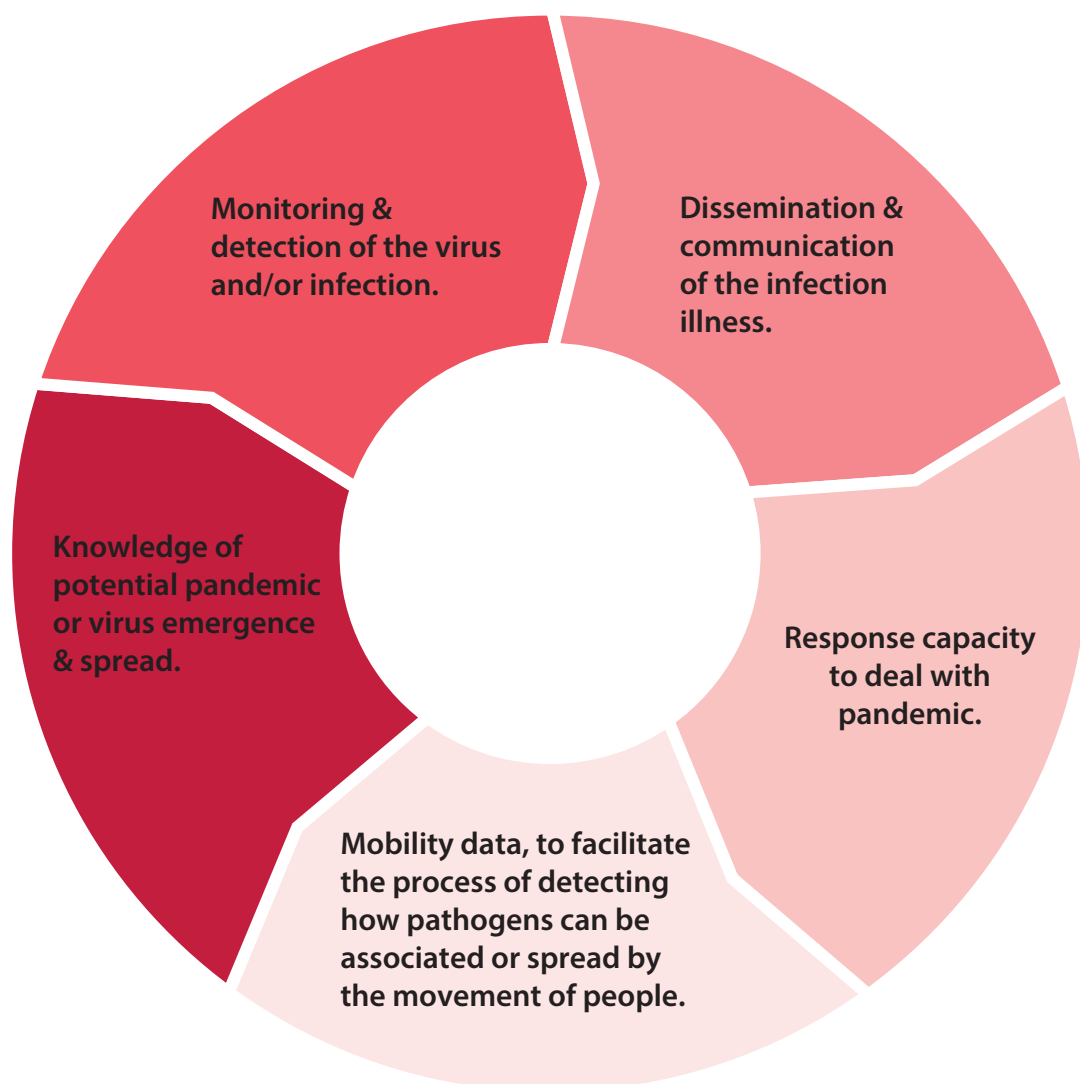 Monitoring &
detection of the virus
and/or infection.
Dissemination &
communication
of the infection
illness.
Response capacity
to deal with
pandemic.
Mobility data, to facilitate
the process of detecting
how pathogens can be
associated or spread by
the movement of people.
Knowledge of
potential pandemic
or virus emergence
& spread.